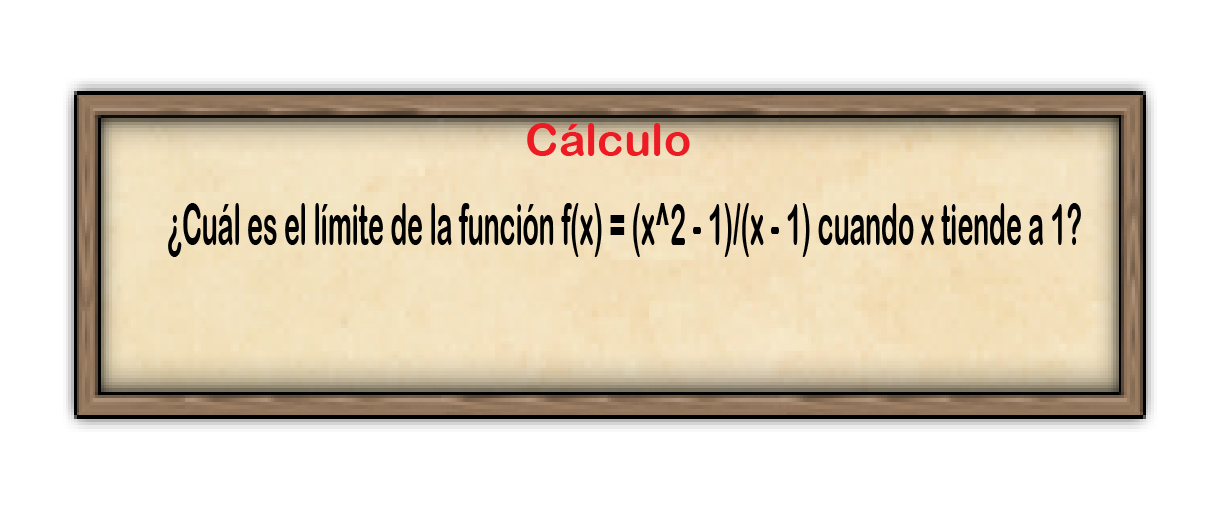 Cálculo
¿Cuál es el límite de la función f(x) = (x^2 - 1)/(x - 1) cuando x tiende a 1?